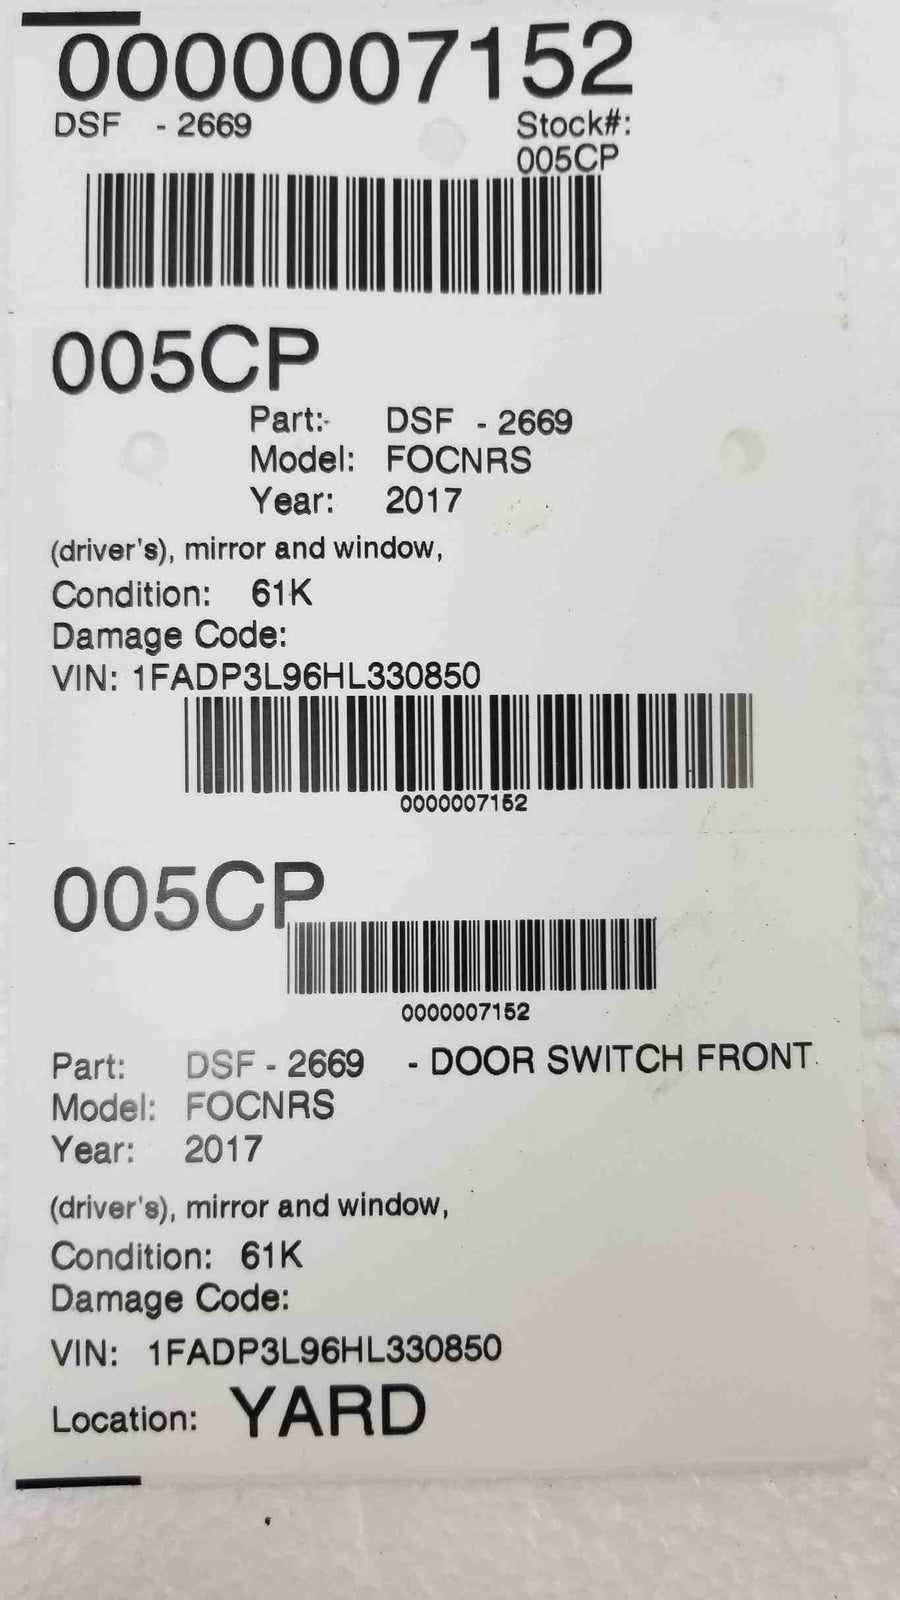 0000007152
DSF - 2669 Stock#:
005CP
005CP
Part:- DSF - 2669
Model: FOCNRS
Year: 2017
(driver's), mirror and window,
Condition: 61K
Damage Code:
VIN: 1FADP3L96HL330850
0000007152
005CP
0000007152
Part: DSF - 2669 - DOOR SWITCH FRONT
Model: FOCNRS
Year: 2017
(driver's), mirror and window,
Condition: 61K
Damage Code:
VIN: 1FADP3L96HL330850
Location: YARD